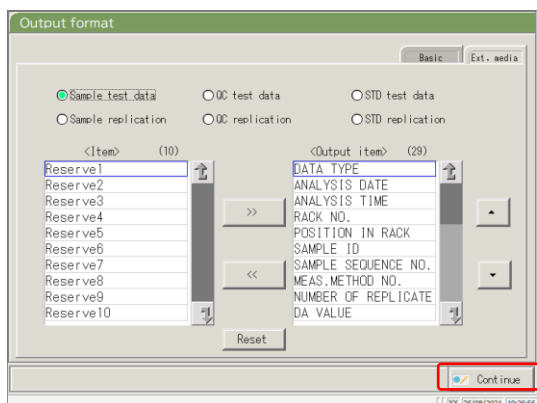 Output format
Basic Ext. media
Sample test data QC test data STD test data
Sample replication QC replication STD replication
<Item> (10) <Output item> (29)
Reserve1 DATA TYPE
Reserve2 ANALYSIS DATE
Reserve3 ANALYSIS TIME
Reserve4 >> RACK NO.
Reserve5 POSITION IN RACK
Reserve6 SAMPLE ID
Reserve7 SAMPLE SEQUENCE NO.
Reserve8 << MEAS.METHOD NO.
Reserve9 NUMBER OF REPLICATE
Reserve10 DA VALUE
Reset
Continue